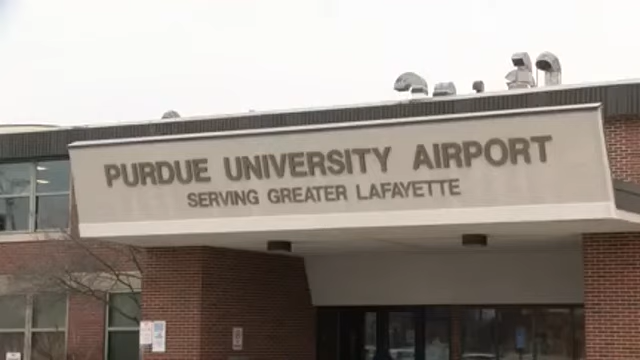 PURDUE UNIVERSITY AIRPORT
SERVING GREATER LAFAYETTE